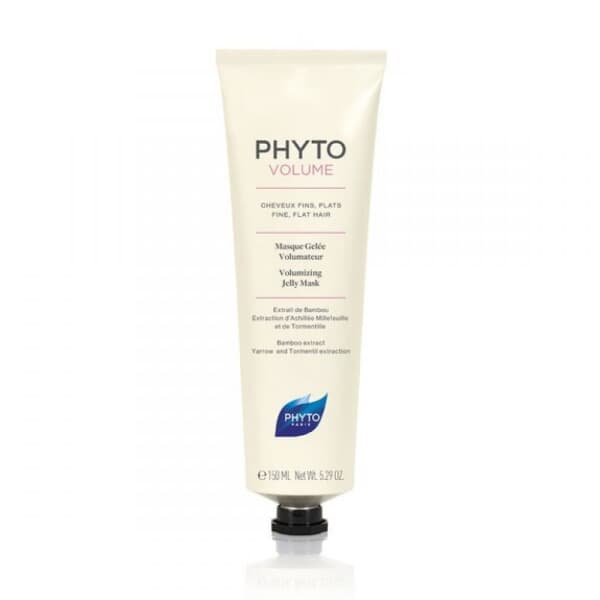 PHYTO
VOLUME
CHEVEUX FINS, PLATS
FINE, FLAT HAIR
Masque Gelée
Volumateur
Volumizing
Jelly Mask
Extrait de Bambou
Extraction d'Achillée Millefeuille
et de Tormentille
Bamboo extract
Yarrow and Tormentil extraction
PHYTO
PARIS
℮ 150 ML Net Wt. 5.29 OZ.